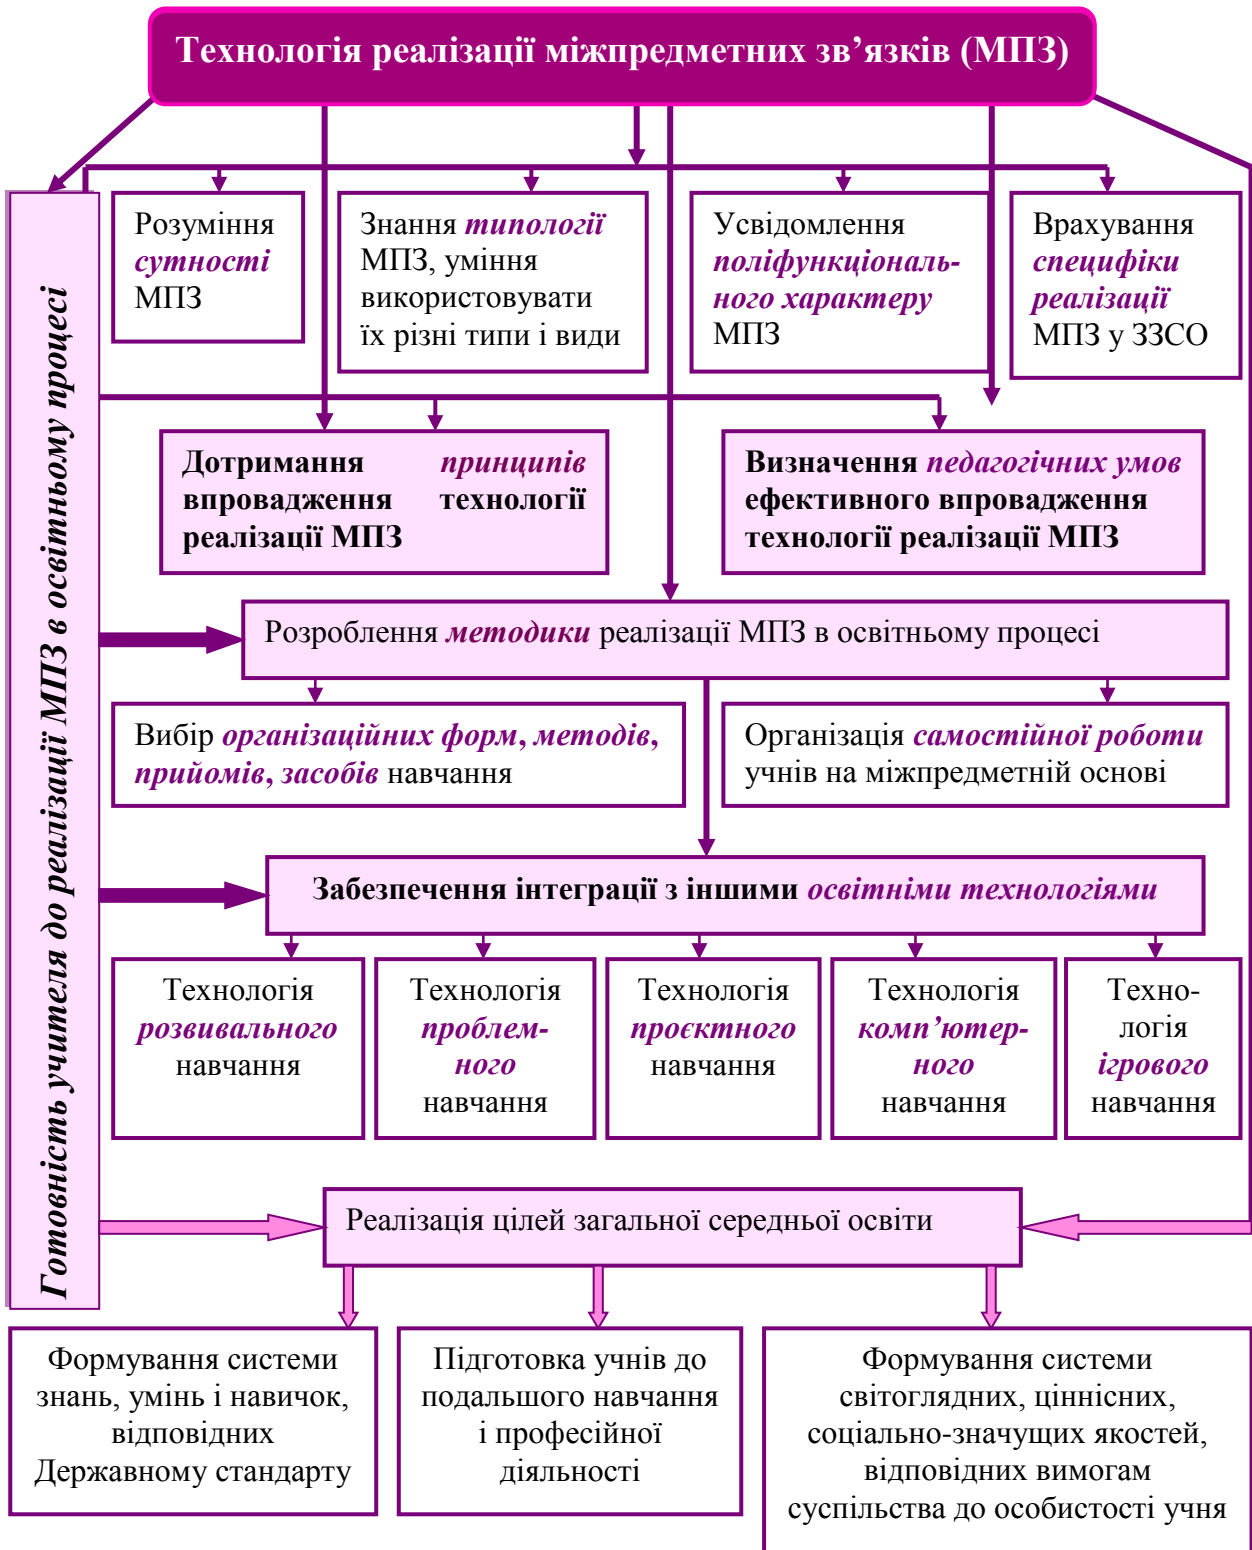 Технологія реалізації міжпредметних зв’язків (МПЗ)
Готовність учителя до реалізації МПЗ в освітньому процесі
Розуміння
сутності
МПЗ
Знання типології
МПЗ, уміння
використовувати
їх різні типи і види
Усвідомлення
поліфункціональ-
ного характеру
МПЗ
Врахування
специфіки
реалізації
МПЗ у ЗЗСО
Дотримання принципів
впровадження технології
реалізації МПЗ
Визначення педагогічних умов
ефективного впровадження
технології реалізації МПЗ
Розроблення методики реалізації МПЗ в освітньому процесі
Вибір організаційних форм, методів,
прийомів, засобів навчання
Організація самостійної роботи
учнів на міжпредметній основі
Забезпечення інтеграції з іншими освітніми технологіями
Технологія
розвивального
навчання
Технологія
проблем-
ного
навчання
Технологія
проєктного
навчання
Технологія
комп’ютер-
ного
навчання
Техно-
логія
ігрового
навчання
Реалізація цілей загальної середньої освіти
Формування системи
знань, умінь і навичок,
відповідних
Державному стандарту
Підготовка учнів до
подальшого навчання
і професійної
діяльності
Формування системи
світоглядних, ціннісних,
соціально-значущих якостей,
відповідних вимогам
суспільства до особистості учня